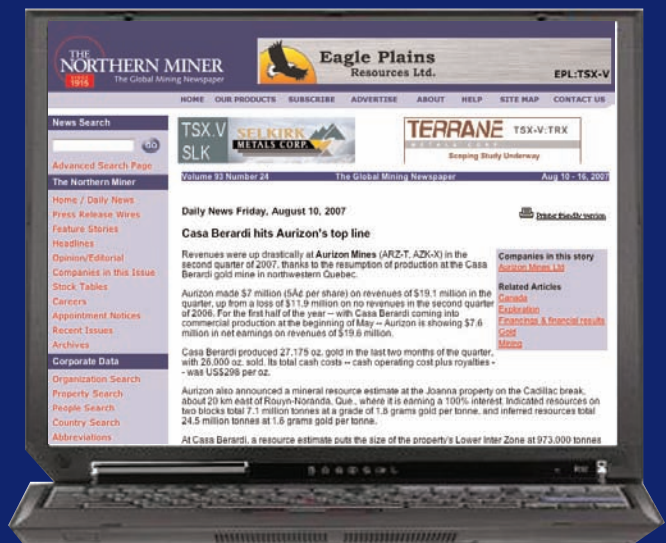 THE
NORTHERN MINER
SINCE
1915
The Global Mining Newspaper
Eagle Plains
Resources Ltd.
EPL:TSX-V
HOME OUR PRODUCTS SUBSCRIBE ADVERTISE ABOUT HELP SITE MAP CONTACT US
News Search
GO
Advanced Search Page
The Northern Miner
Home / Daily News
Press Release Wires
Feature Stories
Headlines
Opinion/Editorial
Companies in this Issue
Stock Tables
Careers
Appointment Notices
Recent Issues
Archives
Corporate Data
Organization Search
Property Search
People Search
Country Search
Abbreviations
TSX.V
SLK
SELKIRK
METALS CORP.
TERRANE
METALS CORP
TSX-V:TRX
Scoping Study Underway
Volume 93 Number 24 The Global Mining Newspaper Aug 10 - 16, 2007
Daily News Friday, August 10, 2007
Printer friendly version
Casa Berardi hits Aurizon's top line
Revenues were up drastically at Aurizon Mines (ARZ-T, AZK-X) in the
second quarter of 2007, thanks to the resumption of production at the Casa
Berardi gold mine in northwestern Quebec.
Aurizon made $7 million (5Â¢ per share) on revenues of $19.1 million in the
quarter, up from a loss of $11.9 million on no revenues in the second quarter
of 2006. For the first half of the year -- with Casa Berardi coming into
commercial production at the beginning of May -- Aurizon is showing $7.6
million in net earnings on revenues of $19.6 million.
Casa Berardi produced 27,175 oz. gold in the last two months of the quarter,
with 26,000 oz. sold. Its total cash costs -- cash operating cost plus royalties -
- was US$298 per oz.
Companies in this story
Aurizon Mines Ltd
Related Articles
Canada
Exploration
Financings & financial results
Gold
Mining
Aurizon also announced a mineral resource estimate at the Joanna property on the Cadillac break,
about 20 km east of Rouyn-Noranda, Que., where it is earning a 100% interest. Indicated resources on
two blocks total 7.1 million tonnes at a grade of 1.8 grams gold per tonne, and inferred resources total
24.5 million tonnes at 1.6 grams gold per tonne.
At Casa Berardi, a resource estimate puts the size of the property's Lower Inter Zone at 973,000 tonnes